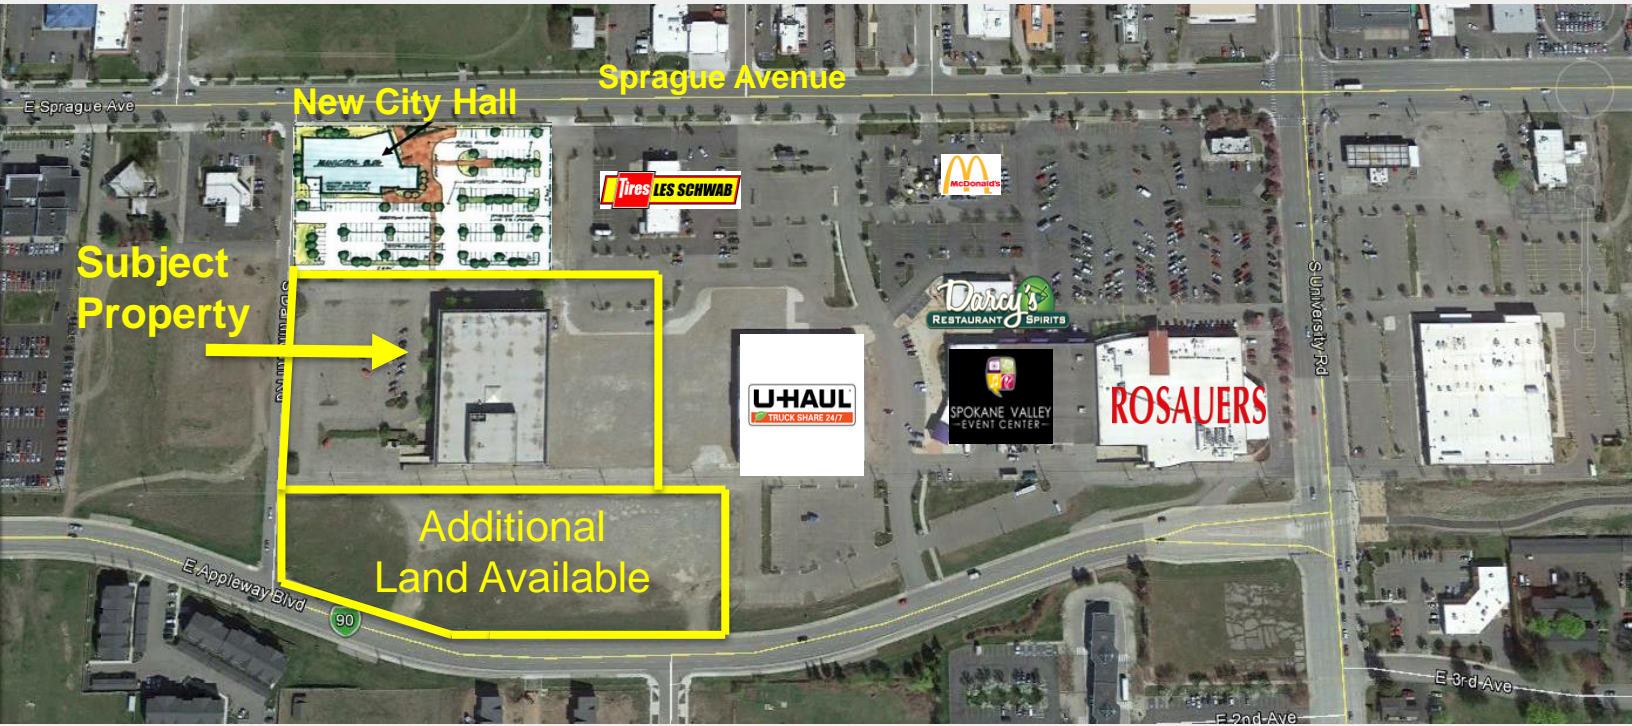 Sprague Avenue
E Sprague Ave
New City Hall
MUNICIPAL BLDG
Tires LES SCHWAB
McDonald's
Subject
Property
Darcy's
RESTAURANT SPIRITS
S University Rd
U-HAUL
TRUCK SHARE 24/7
SPOKANE VALLEY
EVENT CENTER
ROSAUERS
Additional
Land Available
E Appleway Blvd
90
E 3rd Ave
E 2nd Ave